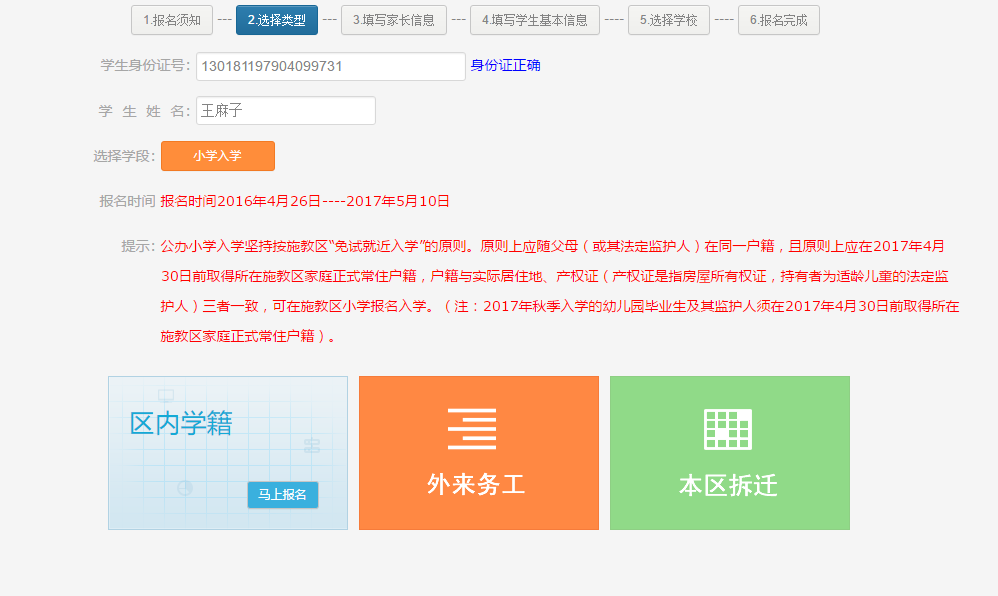 1.报名须知 --- 2.选择类型 --- 3.填写家长信息 --- 4.填写学生基本信息 ---- 5.选择学校 ---- 6.报名完成
学生身份证号: 130181197904099731 身份证正确
学 生 姓 名: 王麻子
选择学段: 小学入学
报名时间 报名时间2016年4月26日----2017年5月10日
提示: 公办小学入学坚持按施教区“免试就近入学”的原则。原则上应随父母（或其法定监护人）在同一户籍，且原则上应在2017年4月
30日前取得所在施教区家庭正式常住户籍，户籍与实际居住地、产权证（产权证是指房屋所有权证，持有者为适龄儿童的法定监
护人）三者一致，可在施教区小学报名入学。（注：2017年秋季入学的幼儿园毕业生及其监护人须在2017年4月30日前取得所在
施教区家庭正式常住户籍）。
区内学籍
马上报名
外来务工
本区拆迁